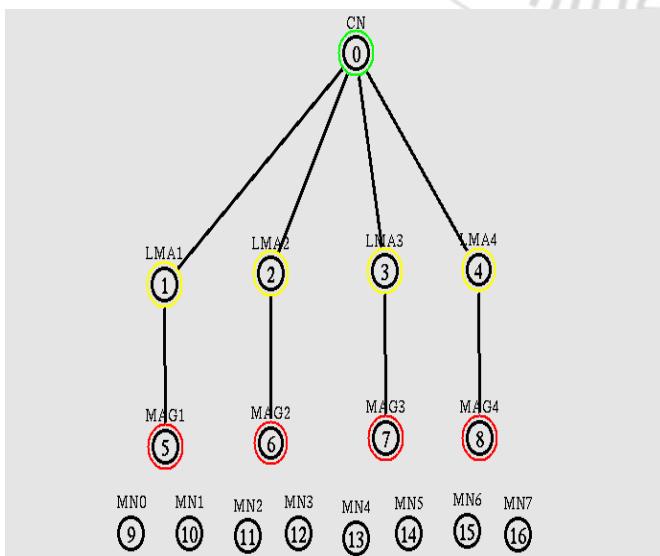 CN
0
LMA1 LMA2 LMA3 LMA4
1 2 3 4
MAG1 MAG2 MAG3 MAG4
5 6 7 8
MN0 MN1 MN2 MN3 MN4 MN5 MN6 MN7
9 10 11 12 13 14 15 16